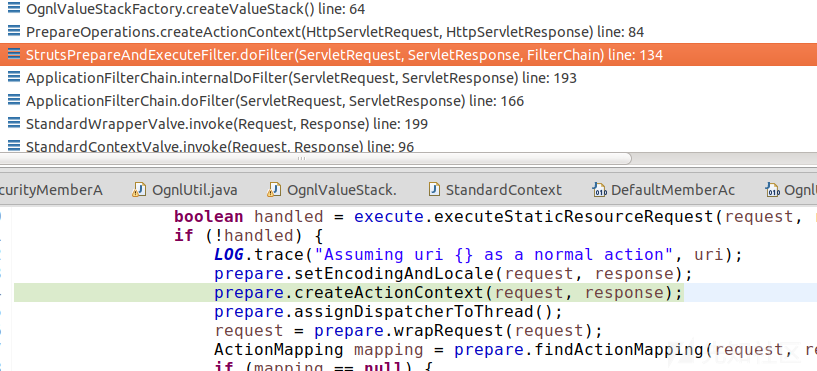 OgnlValueStackFactory.createValueStack() line: 64
PrepareOperations.createActionContext(HttpServletRequest, HttpServletResponse) line: 84
StrutsPrepareAndExecuteFilter.doFilter(ServletRequest, ServletResponse, FilterChain) line: 134
ApplicationFilterChain.internalDoFilter(ServletRequest, ServletResponse) line: 193
ApplicationFilterChain.doFilter(ServletRequest, ServletResponse) line: 166
StandardWrapperValve.invoke(Request, Response) line: 199
StandardContextValve.invoke(Request, Response) line: 96
curityMemberA OgnlUtil.java OgnlValueStack. StandardContext DefaultMemberAc Ognl
boolean handled = execute.executeStaticResourceRequest(request,
if (!handled) {
LOG.trace("Assuming uri {} as a normal action", uri);
prepare.setEncodingAndLocale(request, response);
prepare.createActionContext(request, response);
prepare.assignDispatcherToThread();
request = prepare.wrapRequest(request);
ActionMapping mapping = prepare.findActionMapping(request, re
if (mapping == null) {